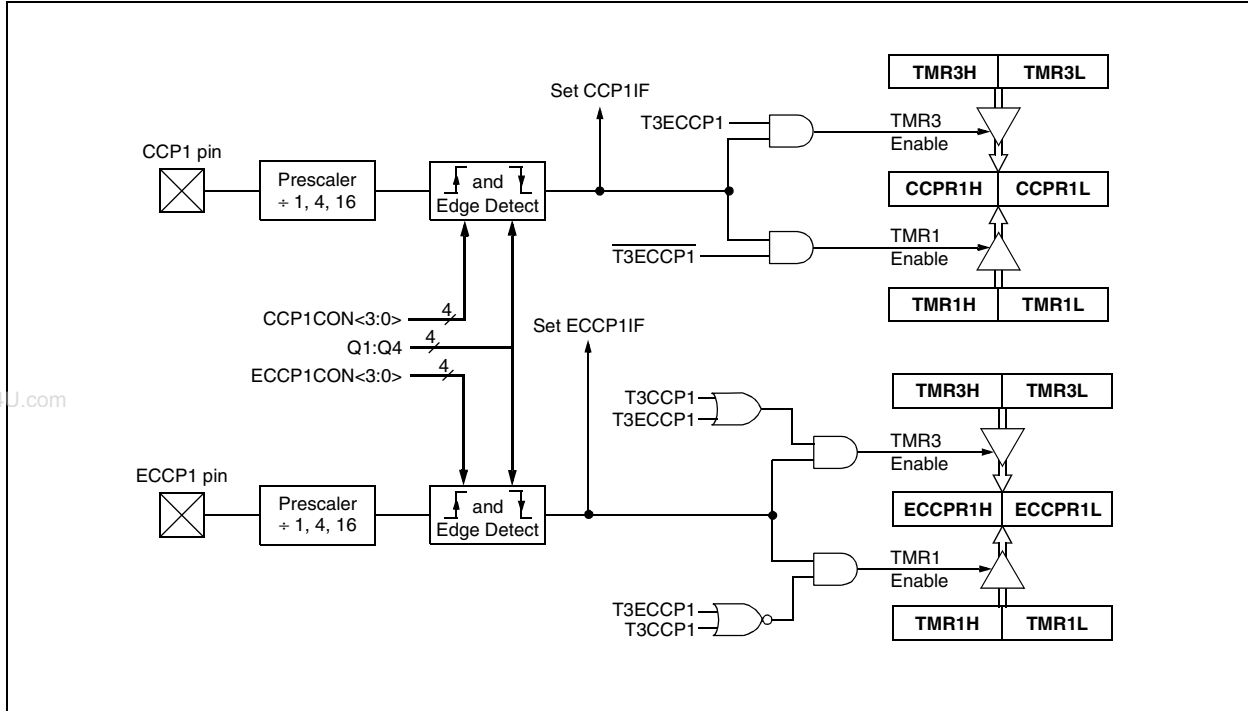 TMR3H TMR3L
Set CCP1IF
T3ECCP1
TMR3
Enable
CCP1 pin
Prescaler
÷ 1, 4, 16
and
Edge Detect
CCPR1H CCPR1L
T3ECCP1
TMR1
Enable
TMR1H TMR1L
CCP1CON<3:0> 4
Q1:Q4 4
ECCP1CON<3:0> 4
Set ECCP1IF
4U.com
TMR3H TMR3L
T3CCP1
T3ECCP1
TMR3
Enable
ECCP1 pin
Prescaler
÷ 1, 4, 16
and
Edge Detect
ECCPR1H ECCPR1L
TMR1
Enable
T3ECCP1
T3CCP1
TMR1H TMR1L